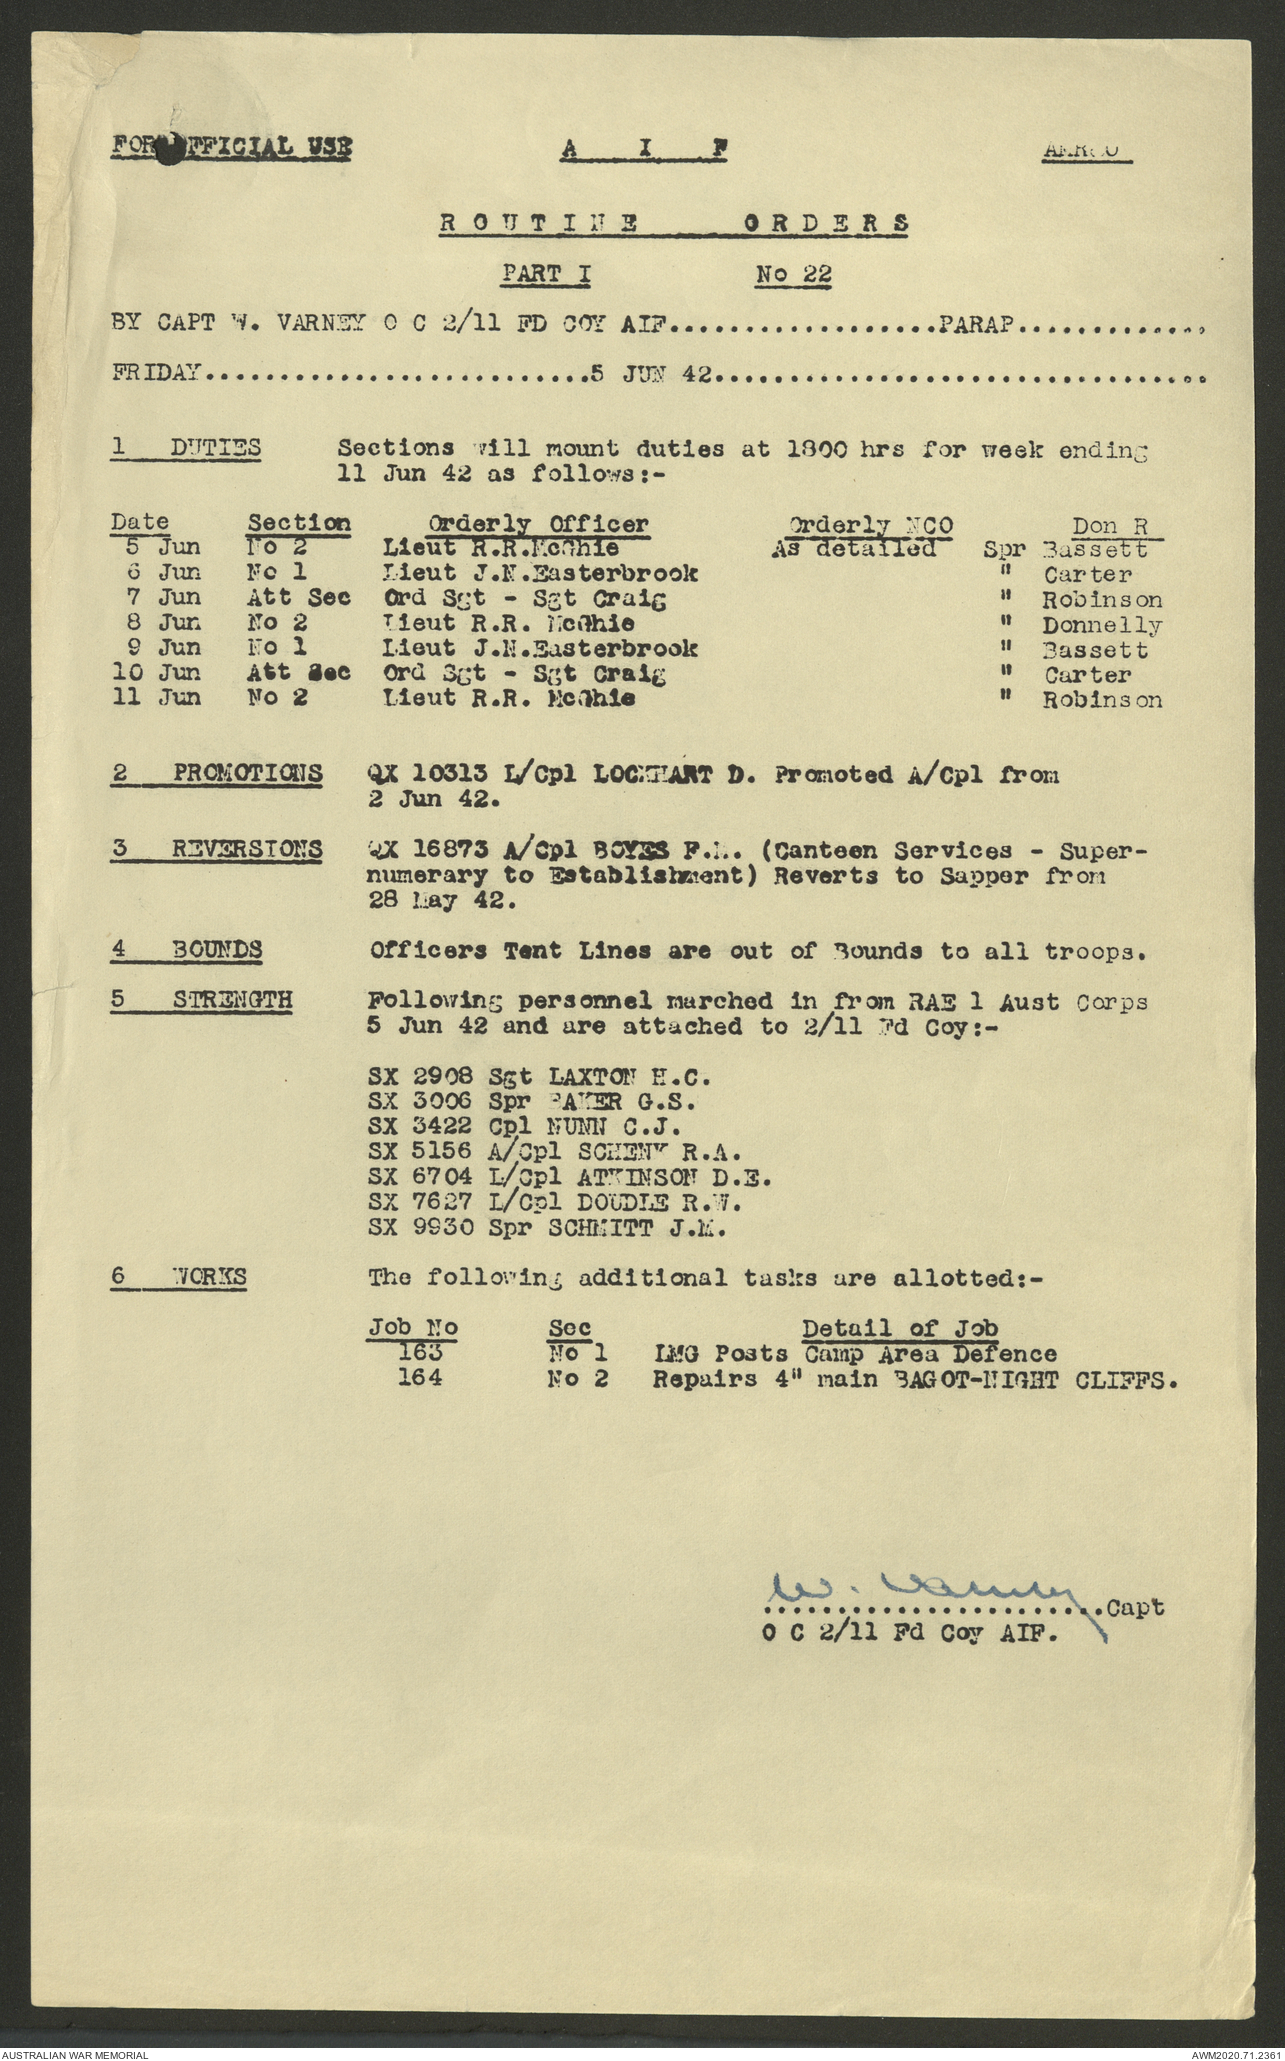 FOR OFFICIAL USE A I F
ROUTINE ORDERS
PART I No 22
BY CAPT W. VARNEY O C 2/11 FD COY AIF..................PARAP.............
FRIDAY..........................5 JUN 42.................................
1 DUTIES Sections will mount duties at 1800 hrs for week ending
11 Jun 42 as follows:-
Date Section Orderly Officer Orderly NCO Don R
5 Jun No 2 Lieut R.R.McGhie As detailed Spr Bassett
6 Jun No 1 Lieut J.N.Easterbrook " Carter
7 Jun Att Sec Ord Sgt - Sgt Craig " Robinson
8 Jun No 2 Lieut R.R. McGhie " Donnelly
9 Jun No 1 Lieut J.N.Easterbrook " Bassett
10 Jun Att Sec Ord Sgt - Sgt Craig " Carter
11 Jun No 2 Lieut R.R. McGhie " Robinson
2 PROMOTIONS QX 10313 L/Cpl LOCKHART D. Promoted A/Cpl from
2 Jun 42.
3 REVERSIONS QX 16873 A/Cpl BOYES (Canteen Services - Super-
numerary to Establishment) Reverts to Sapper from
28 May 42.
4 BOUNDS Officers Tent Lines are out of Bounds to all troops.
5 STRENGTH Following personnel marched in from RAE 1 Aust Corps
5 Jun 42 and are attached to 2/11 Fd Coy:-
SX 2908 Sgt LAXTON H.C.
SX 3006 Spr BAKER G.S.
SX 3422 Cpl NUNN C.J.
SX 5156 A/Cpl SCHENK R.A.
SX 6704 L/Cpl ATKINSON D.E.
SX 7627 L/Cpl DOUDLE R.W.
SX 9930 Spr SCHMITT J.M.
6 WORKS The following additional tasks are allotted:-
Job No Sec Detail of Job
163 No 1 LMG Posts Camp Area Defence
164 No 2 Repairs 4" main BAGOT-NIGHT CLIFFS.
W. Varney
.......................Capt
O C 2/11 Fd Coy AIF.
AUSTRALIAN WAR MEMORIAL AWM2020.71.2361